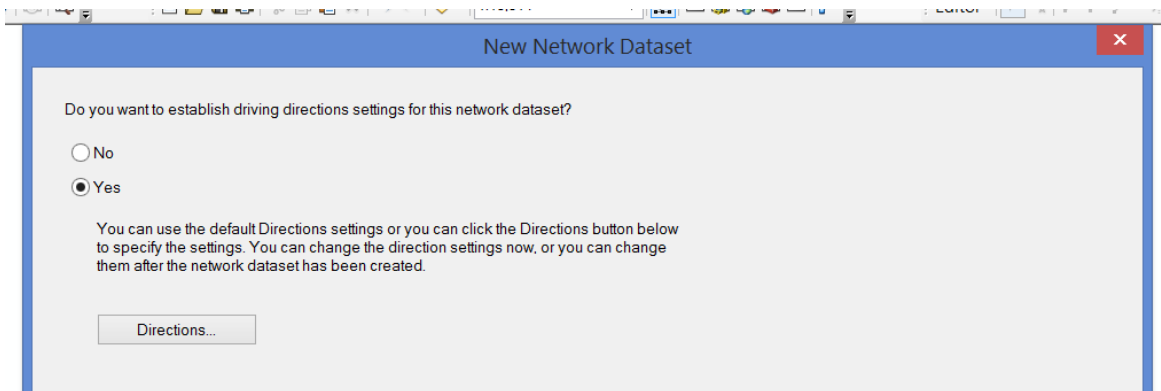 New Network Dataset
Do you want to establish driving directions settings for this network dataset?
No
Yes
You can use the default Directions settings or you can click the Directions button below
to specify the settings. You can change the direction settings now, or you can change
them after the network dataset has been created.
Directions...